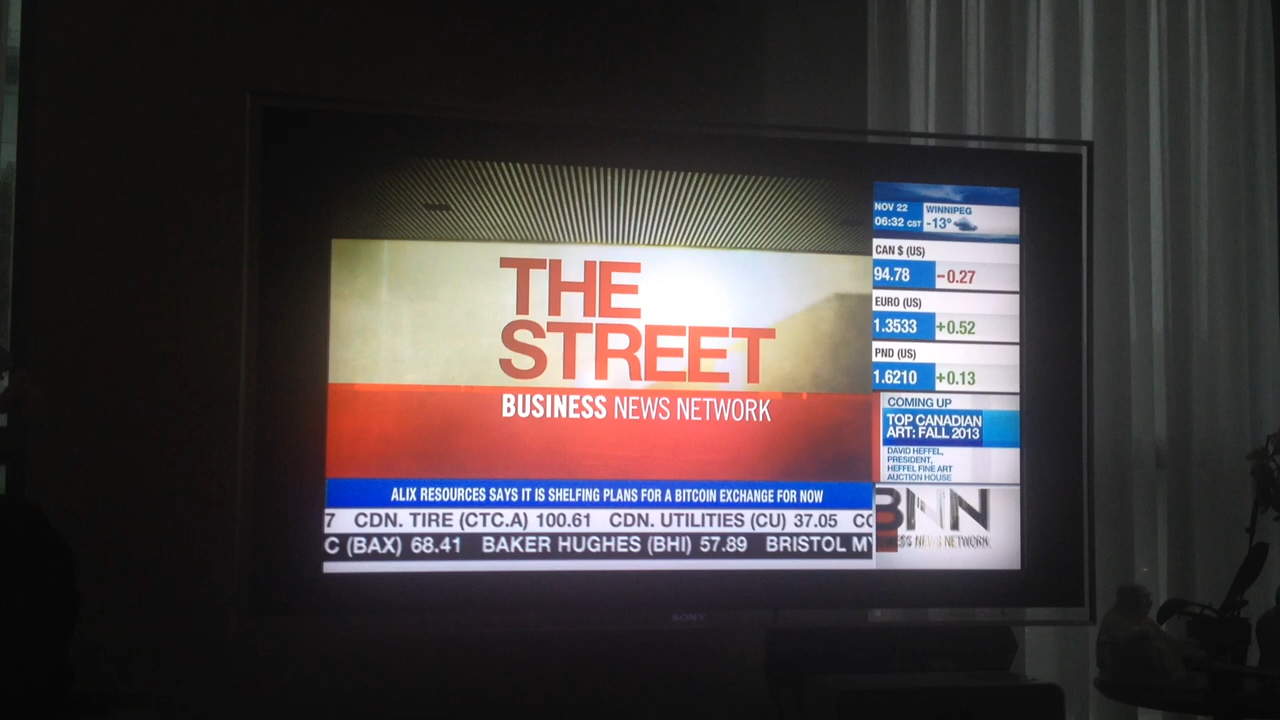 THE
STREET
BUSINESS NEWS NETWORK
ALIX RESOURCES SAYS IT IS SHELFING PLANS FOR A BITCOIN EXCHANGE FOR NOW
7 CDN. TIRE (CTC.A) 100.61 CDN. UTILITIES (CU) 37.05 CO
C (BAX) 68.41 BAKER HUGHES (BHI) 57.89 BRISTOL MY
NOV 22 WINNIPEG
06:32 CST -13°
CAN $ (US)
94.78 -0.27
EURO (US)
1.3533 +0.52
PND (US)
1.6210 +0.13
COMING UP
TOP CANADIAN
ART: FALL 2013
DAVID HEFFEL,
PRESIDENT,
HEFFEL FINE ART
AUCTION HOUSE
BNN
NEWS NETWORK
SONY